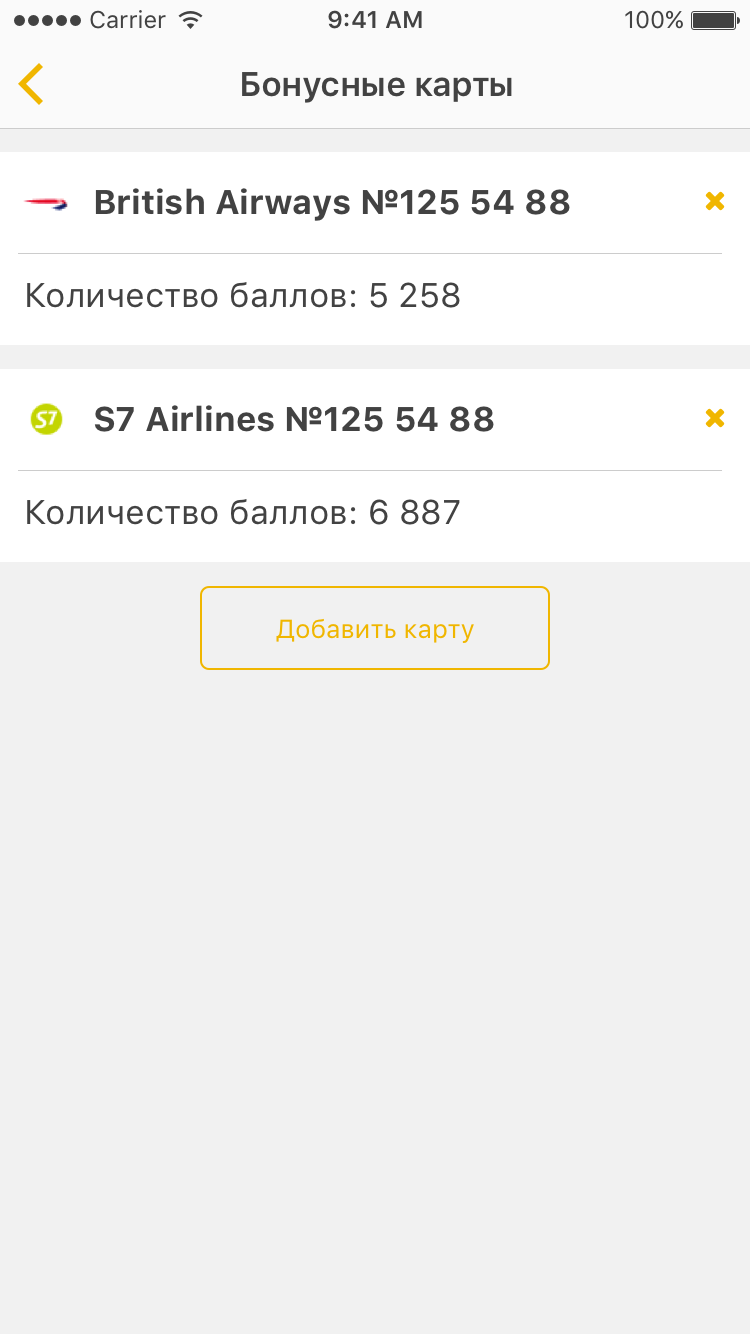 Carrier 9:41 AM 100%
Бонусные карты
British Airways №125 54 88
Количество баллов: 5 258
S7 S7 Airlines №125 54 88
Количество баллов: 6 887
Добавить карту